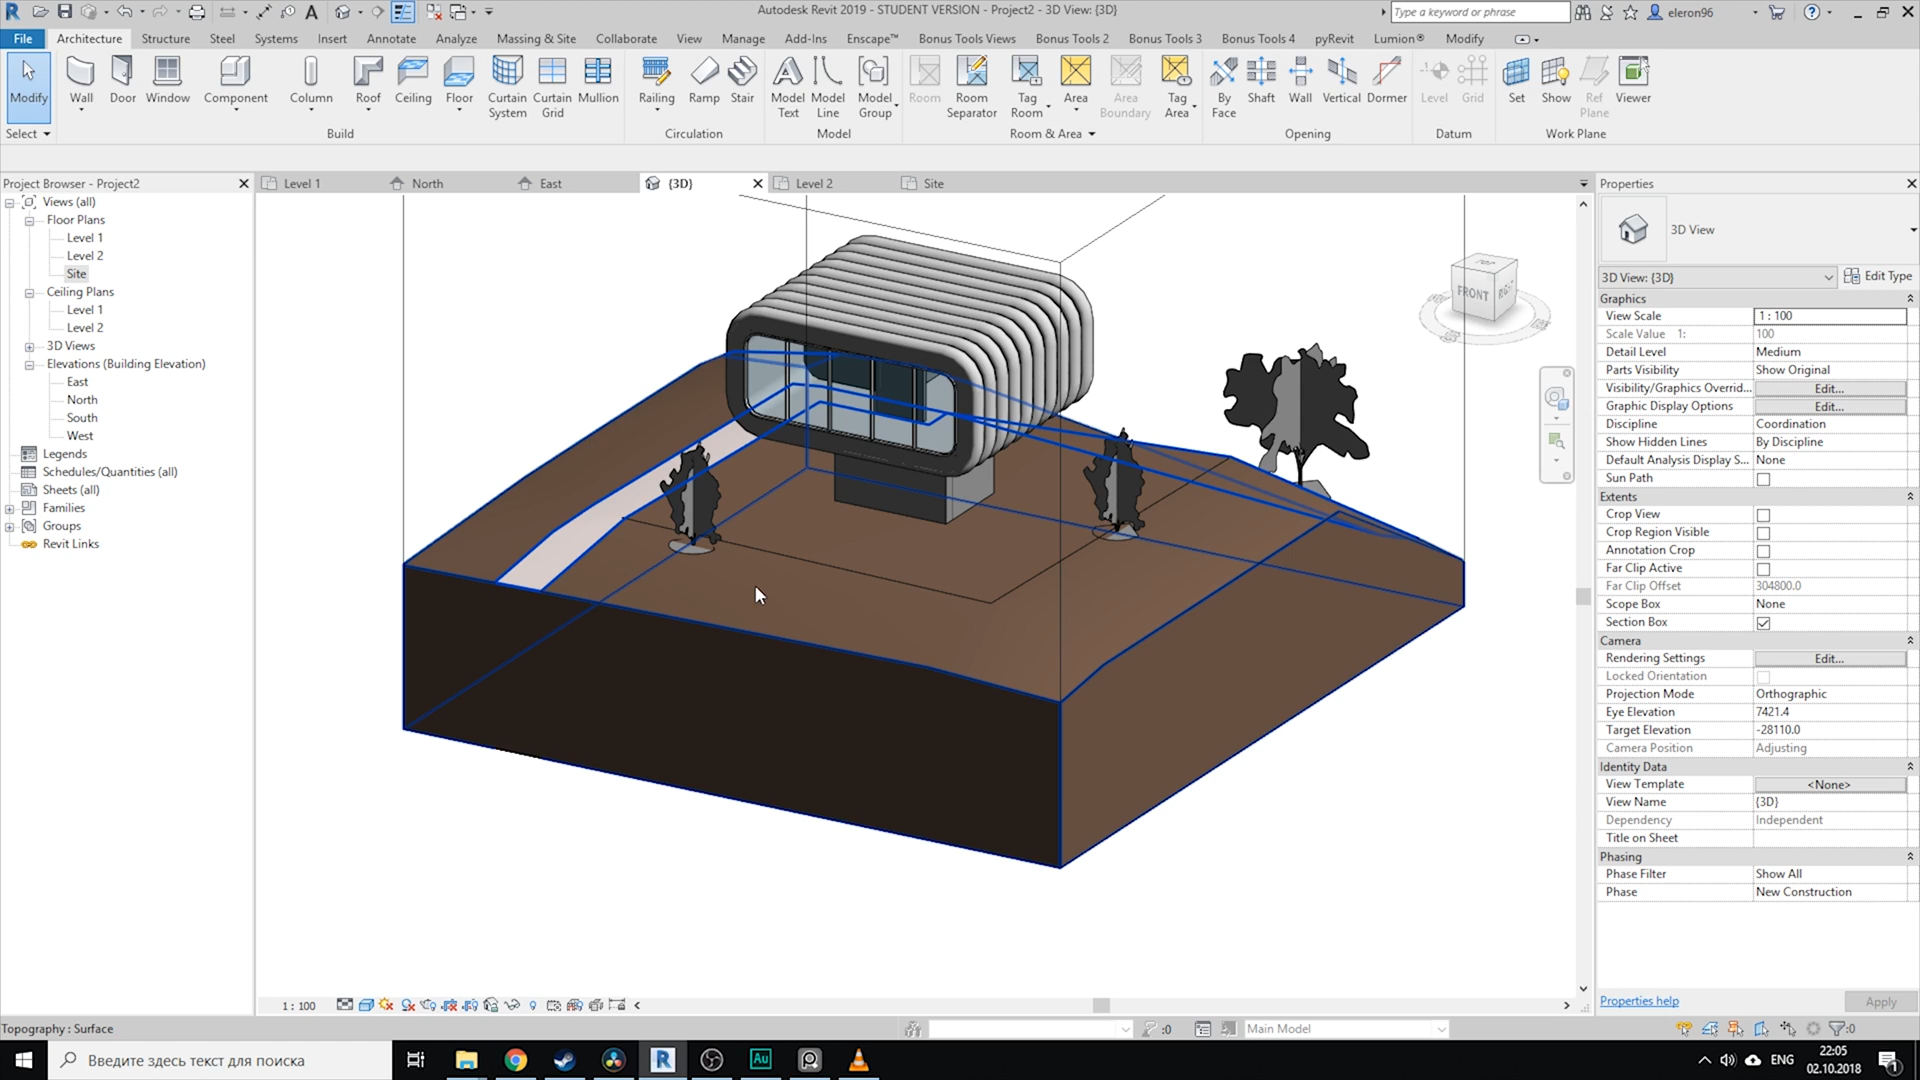 Autodesk Revit 2019 - STUDENT VERSION - Project2 - 3D View: {3D}
Type a keyword or phrase
eleron96
File Architecture Structure Steel Systems Insert Annotate Analyze Massing & Site Collaborate View Manage Add-Ins Enscape™ Bonus Tools Views Bonus Tools 2 Bonus Tools 3 Bonus Tools 4 pyRevit Lumion® Modify
Modify Wall Door Window Component Column Roof Ceiling Floor Curtain System Curtain Grid Mullion Railing Ramp Stair Model Text Model Line Model Group Room Room Separator Tag Room Area Area Boundary Tag Area By Face Shaft Wall Vertical Dormer Level Grid Set Show Ref Plane Viewer
Select Build Circulation Model Room & Area Opening Datum Work Plane
Project Browser - Project2
Level 1 North East {3D} Level 2 Site
Properties
Views (all)
Floor Plans
Level 1
Level 2
Site
Ceiling Plans
Level 1
Level 2
3D Views
Elevations (Building Elevation)
East
North
South
West
Legends
Schedules/Quantities (all)
Sheets (all)
Families
Groups
Revit Links
TOP
FRONT
RIGHT
3D View
3D View: {3D} Edit Type
Graphics
View Scale 1 : 100
Scale Value 1: 100
Detail Level Medium
Parts Visibility Show Original
Visibility/Graphics Overrid... Edit...
Graphic Display Options Edit...
Discipline Coordination
Show Hidden Lines By Discipline
Default Analysis Display S... None
Sun Path
Extents
Crop View
Crop Region Visible
Annotation Crop
Far Clip Active
Far Clip Offset 304800.0
Scope Box None
Section Box
Camera
Rendering Settings Edit...
Locked Orientation
Projection Mode Orthographic
Eye Elevation 7421.4
Target Elevation -28110.0
Camera Position Adjusting
Identity Data
View Template <None>
View Name {3D}
Dependency Independent
Title on Sheet
Phasing
Phase Filter Show All
Phase New Construction
Properties help Apply
1 : 100
Topography : Surface
:0
Main Model
:0
Введите здесь текст для поиска
Au
ENG
22:05
02.10.2018
1